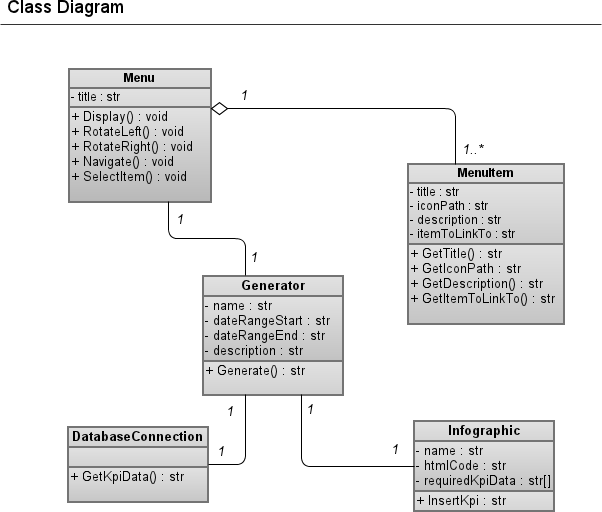 Class Diagram
Menu
- title : str
+ Display() : void
+ RotateLeft() : void
+ RotateRight() : void
+ Navigate() : void
+ SelectItem() : void
1
1..*
MenuItem
- title : str
- iconPath : str
- description : str
- itemToLinkTo : str
+ GetTitle() : str
+ GetIconPath : str
+ GetDescription() : str
+ GetItemToLinkTo() : str
1
1
Generator
- name : str
- dateRangeStart : str
- dateRangeEnd : str
- description : str
+ Generate() : str
1
1
DatabaseConnection
+ GetKpiData() : str
1
1
Infographic
- name : str
- htmlCode : str
- requiredKpiData : str[]
+ InsertKpi : str